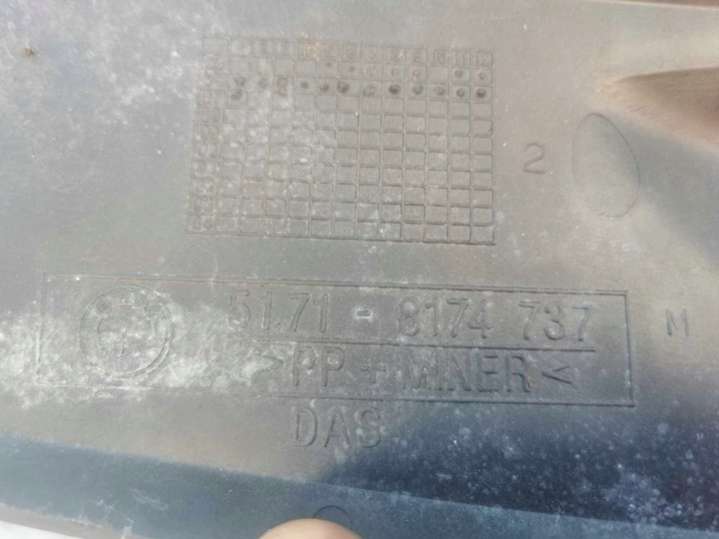 2
51.71 - 8174 737
M
>PP + MINER<
DAS